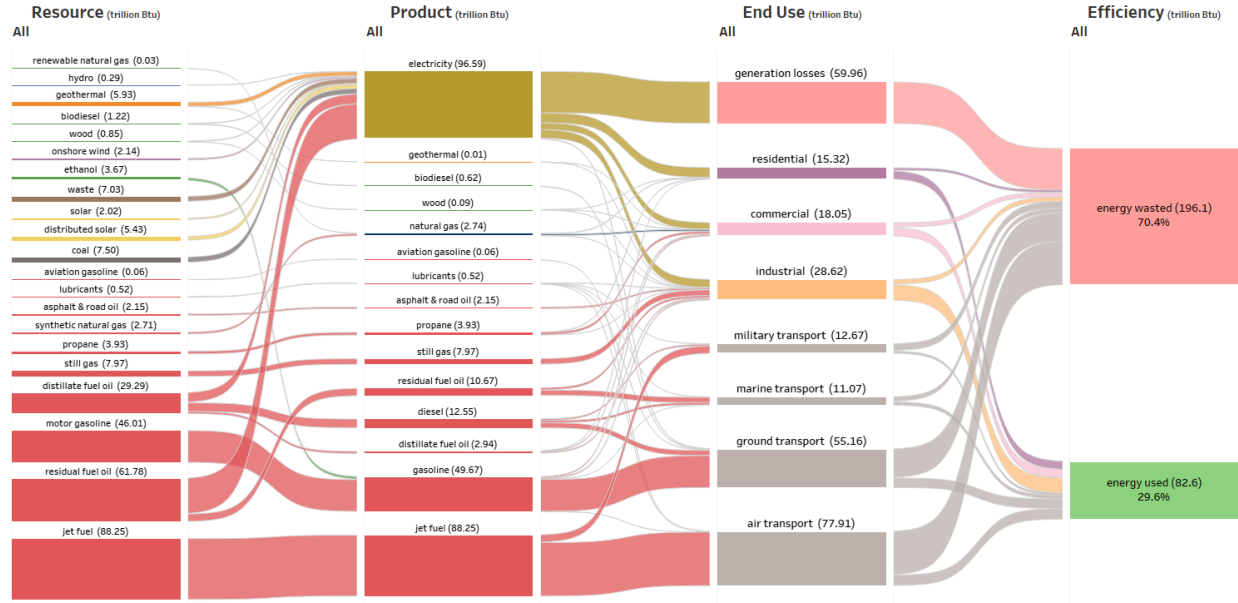 Resource (trillion Btu)
All
renewable natural gas (0.03)
hydro (0.29)
geothermal (5.93)
biodiesel (1.22)
wood (0.85)
onshore wind (2.14)
ethanol (3.67)
waste (7.03)
solar (2.02)
distributed solar (5.43)
coal (7.50)
aviation gasoline (0.06)
lubricants (0.52)
asphalt & road oil (2.15)
synthetic natural gas (2.71)
propane (3.93)
still gas (7.97)
distillate fuel oil (29.29)
motor gasoline (46.01)
residual fuel oil (61.78)
jet fuel (88.25)
Product (trillion Btu)
All
electricity (96.59)
geothermal (0.01)
biodiesel (0.62)
wood (0.09)
natural gas (2.74)
aviation gasoline (0.06)
lubricants (0.52)
asphalt & road oil (2.15)
propane (3.93)
still gas (7.97)
residual fuel oil (10.67)
diesel (12.55)
distillate fuel oil (2.94)
gasoline (49.67)
jet fuel (88.25)
End Use (trillion Btu)
All
generation losses (59.96)
residential (15.32)
commercial (18.05)
industrial (28.62)
military transport (12.67)
marine transport (11.07)
ground transport (55.16)
air transport (77.91)
Efficiency (trillion Btu)
All
energy wasted (196.1)
70.4%
energy used (82.6)
29.6%